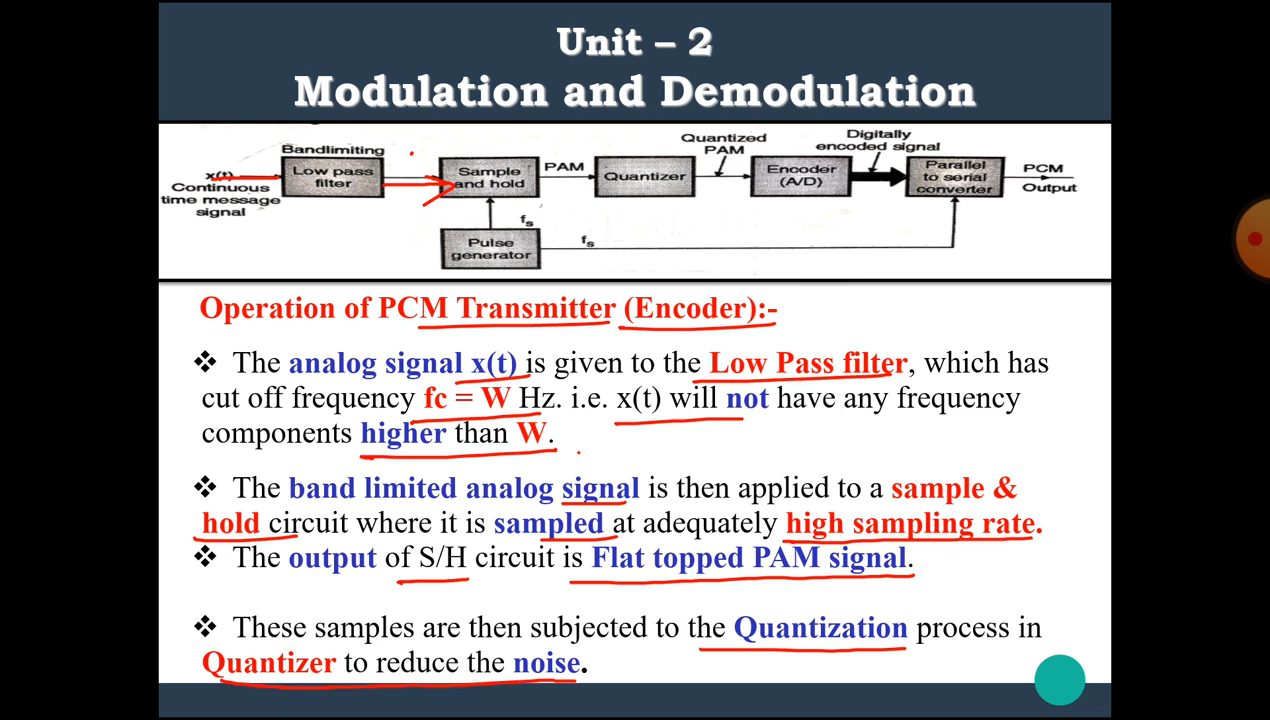 Unit – 2
Modulation and Demodulation
Bandlimiting
Quantized
PAM
Digitally
encoded signal
x(t)
Continuous
time message
signal
Low pass
filter
Sample
and hold
PAM
Quantizer
Encoder
(A/D)
Parallel
to serial
converter
PCM
Output
fs
fs
Pulse
generator
Operation of PCM Transmitter (Encoder):-
❖ The analog signal x(t) is given to the Low Pass filter, which has
cut off frequency fc = W Hz. i.e. x(t) will not have any frequency
components higher than W.
❖ The band limited analog signal is then applied to a sample &
hold circuit where it is sampled at adequately high sampling rate.
❖ The output of S/H circuit is Flat topped PAM signal.
❖ These samples are then subjected to the Quantization process in
Quantizer to reduce the noise.